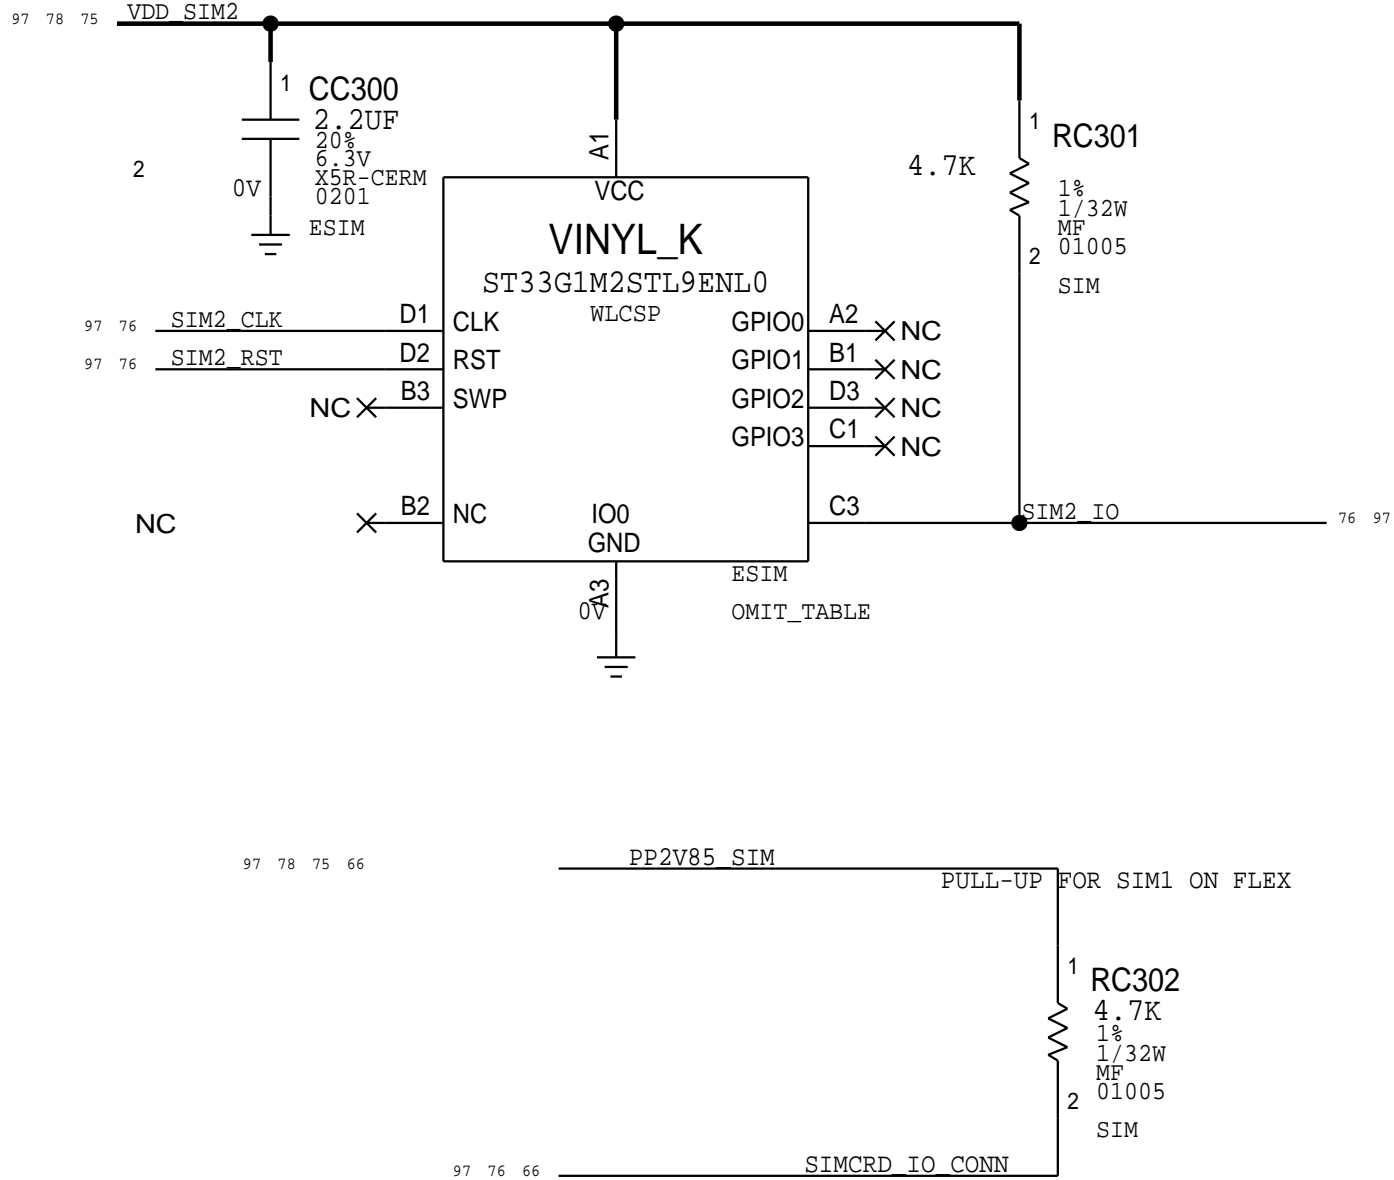 97 78 75 VDD_SIM2
1 CC300
2.2UF
20%
6.3V
X5R-CERM
0201
2
0V
ESIM
A1
VCC
VINYL_K
ST33G1M2STL9ENL0
WLCSP
1 RC301
4.7K
1%
1/32W
MF
01005
2
SIM
97 76 SIM2_CLK D1 CLK
97 76 SIM2_RST D2 RST
NC B3 SWP
NC B2 NC
GPIO0 A2 NC
GPIO1 B1 NC
GPIO2 D3 NC
GPIO3 C1 NC
IO0 C3 SIM2_IO 76 97
GND
A3
0V
ESIM
OMIT_TABLE
97 78 75 66 PP2V85_SIM
PULL-UP FOR SIM1 ON FLEX
1 RC302
4.7K
1%
1/32W
MF
01005
2
SIM
97 76 66 SIMCRD_IO_CONN